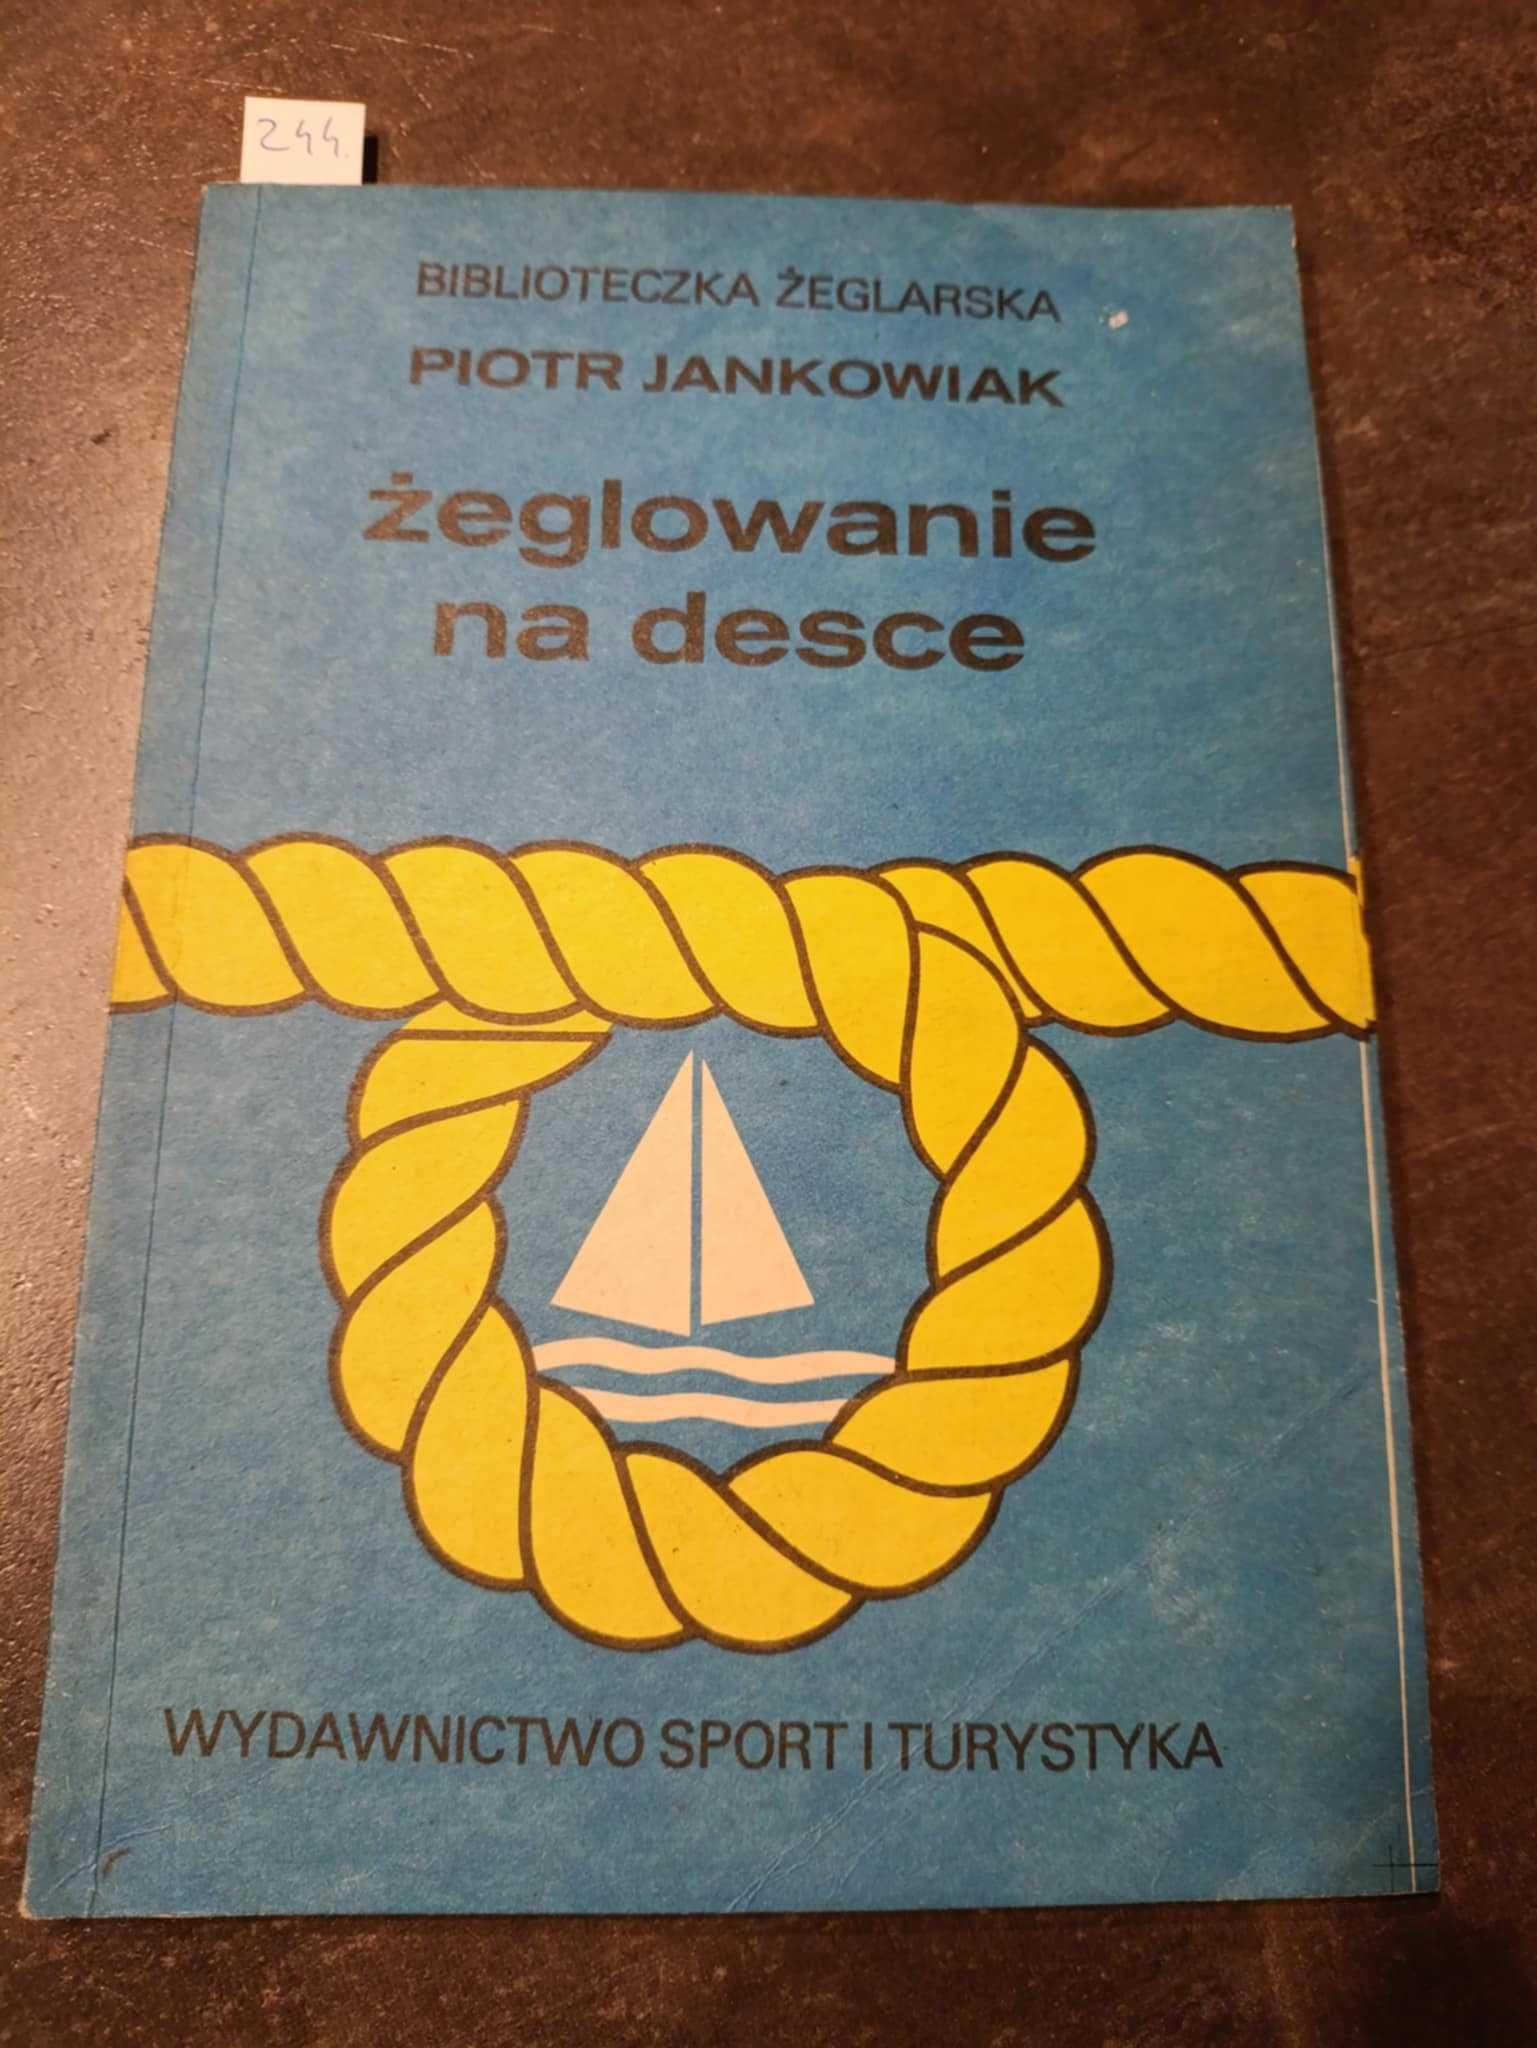 244.
BIBLIOTECZKA ŻEGLARSKA
PIOTR JANKOWIAK
żeglowanie
na desce
WYDAWNICTWO SPORT I TURYSTYKA